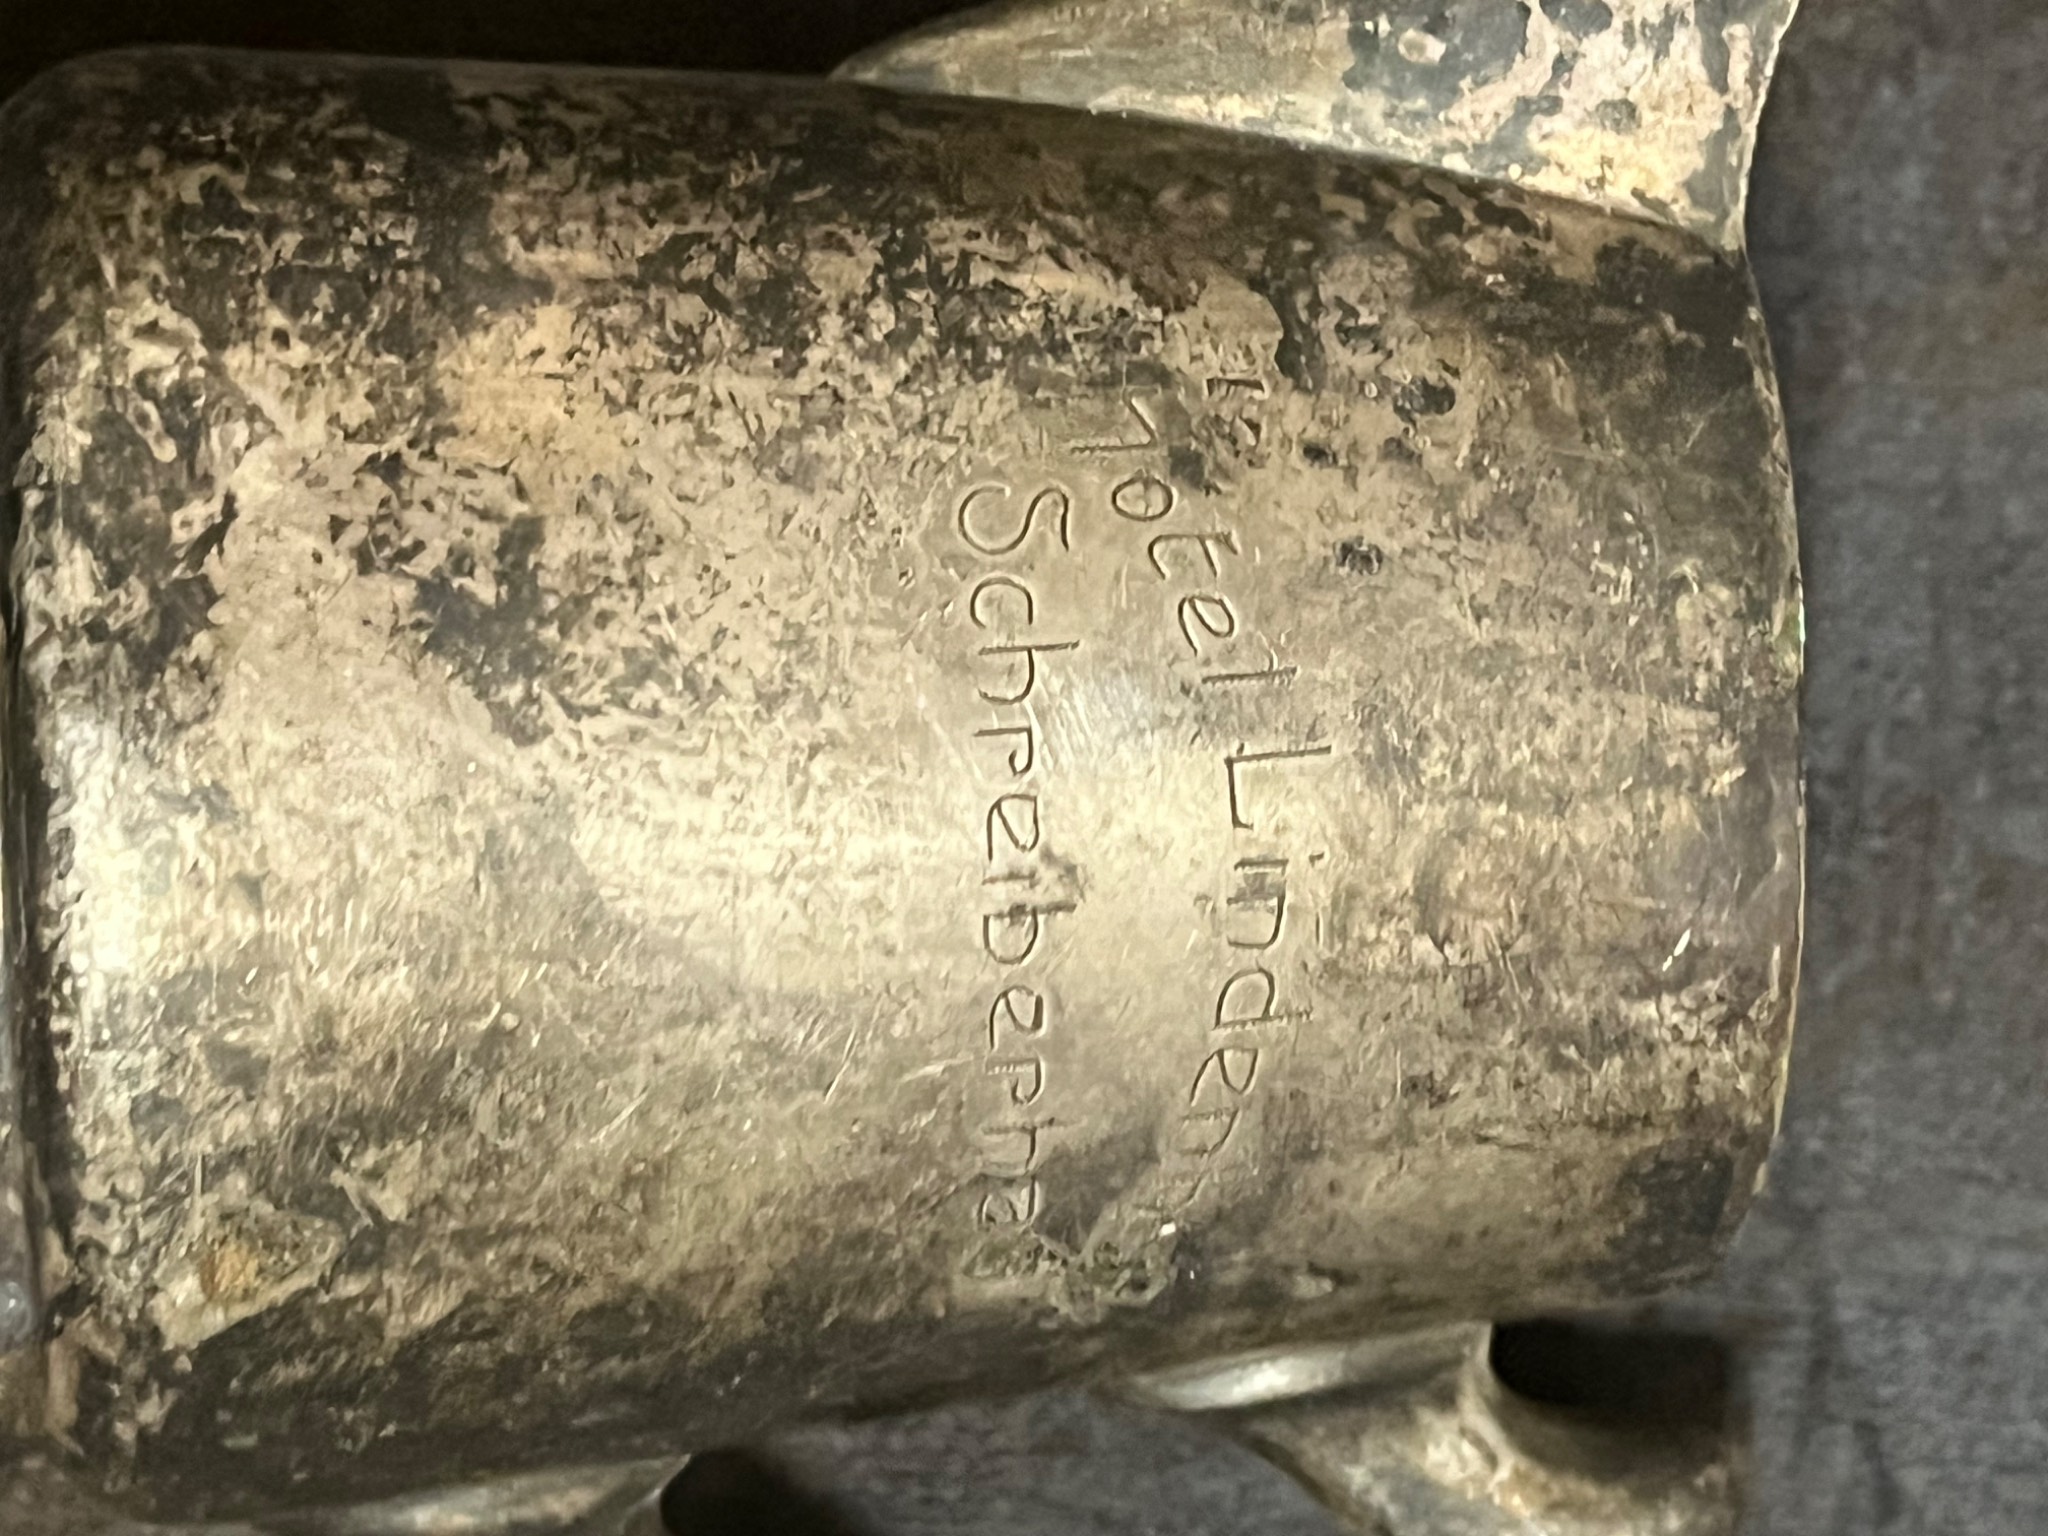 Hotel Linden
Schreiberhau